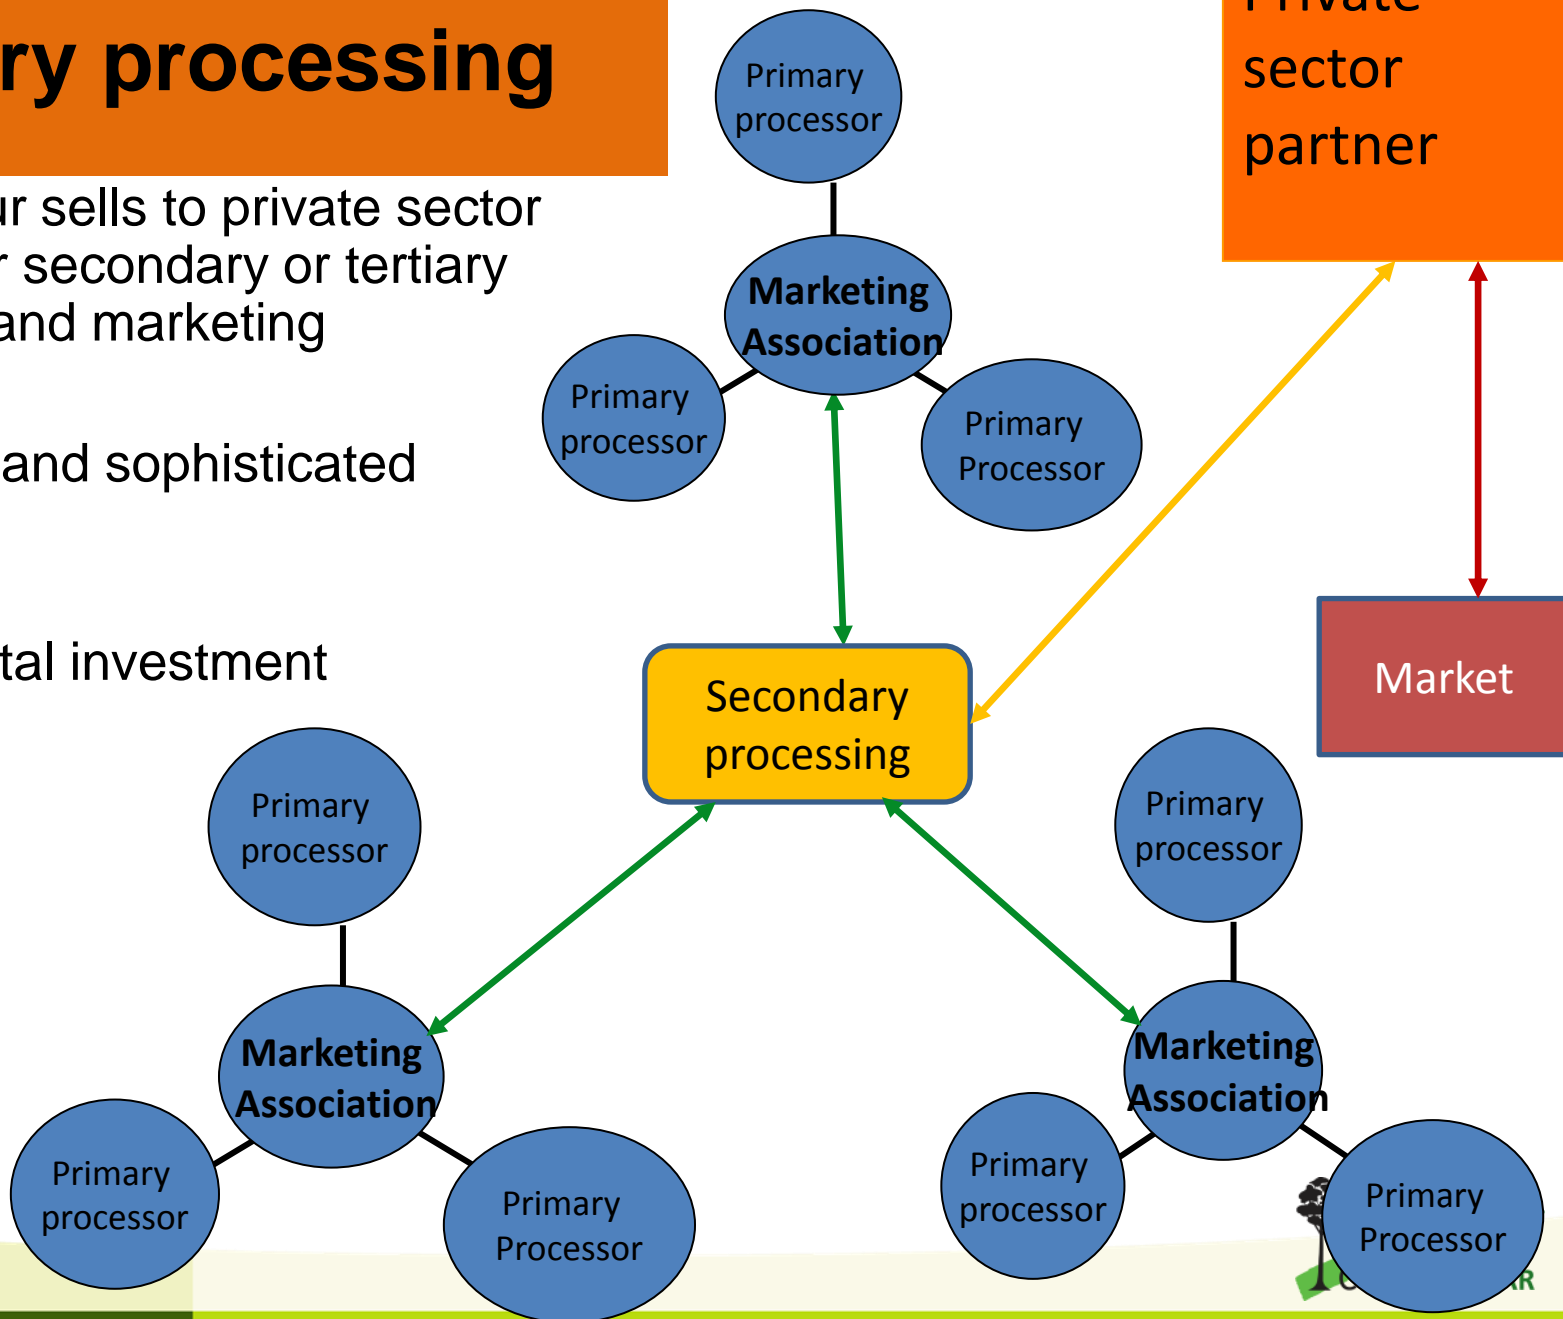 ry processing
Private
sector
partner
ur sells to private sector
r secondary or tertiary
and marketing
and sophisticated
tal investment
Primary
processor
Marketing
Association
Primary
processor
Primary
Processor
Secondary
processing
Market
Primary
processor
Marketing
Association
Primary
processor
Primary
Processor
Primary
processor
Marketing
Association
Primary
processor
Primary
Processor